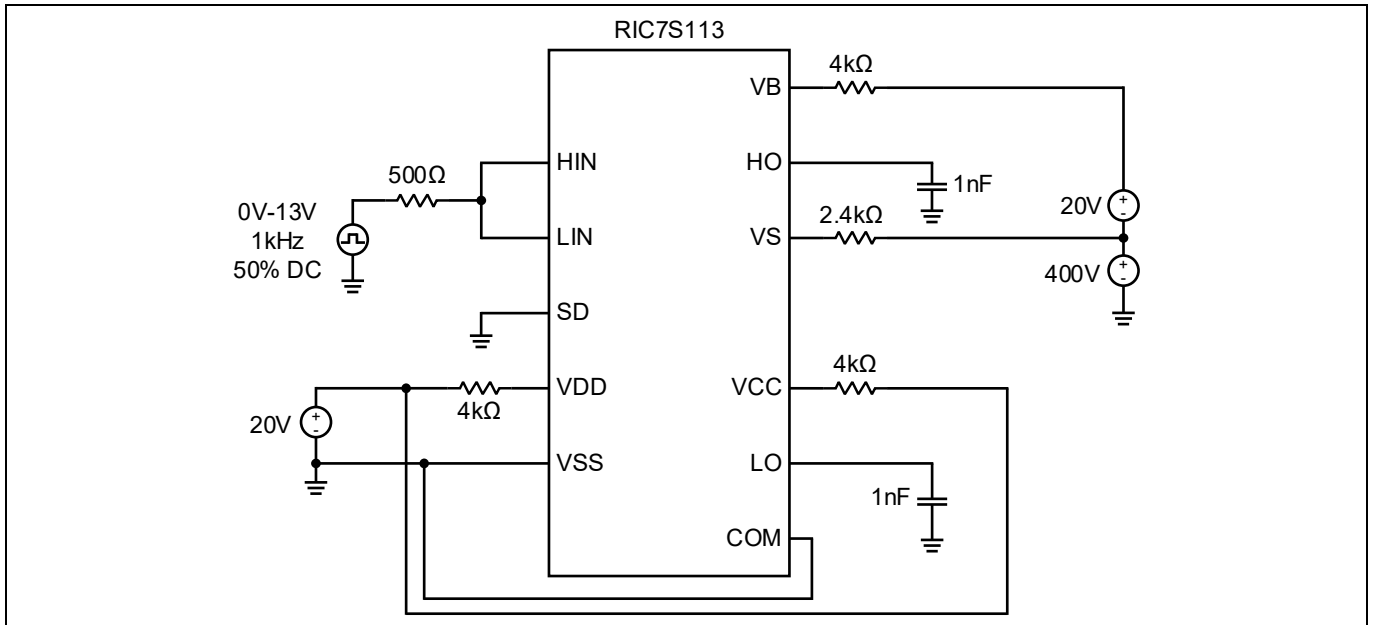 RIC7S113
4kΩ
VB
HIN
HO
500Ω
1nF
0V-13V
1kHz
50% DC
20V
2.4kΩ
LIN
VS
400V
SD
4kΩ
VDD
VCC
4kΩ
20V
VSS
LO
1nF
COM